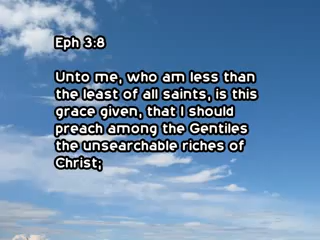 Eph 3:8
Unto me, who am less than
the least of all saints, is this
grace given, that I should
preach among the Gentiles
the unsearchable riches of
Christ;